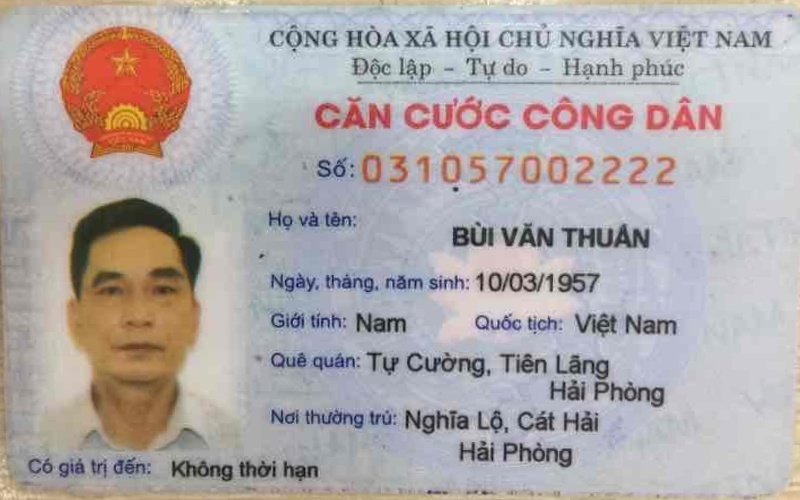 CỘNG HÒA XÃ HỘI CHỦ NGHĨA VIỆT NAM
Độc lập - Tự do - Hạnh phúc
CĂN CƯỚC CÔNG DÂN
Số: 031057002222
Họ và tên:
BÙI VĂN THUÂN
Ngày, tháng, năm sinh: 10/03/1957
Giới tính: Nam Quốc tịch: Việt Nam
Quê quán: Tự Cường, Tiên Lãng
Hải Phòng
Nơi thường trú: Nghĩa Lộ, Cát Hải
Hải Phòng
Có giá trị đến: Không thời hạn